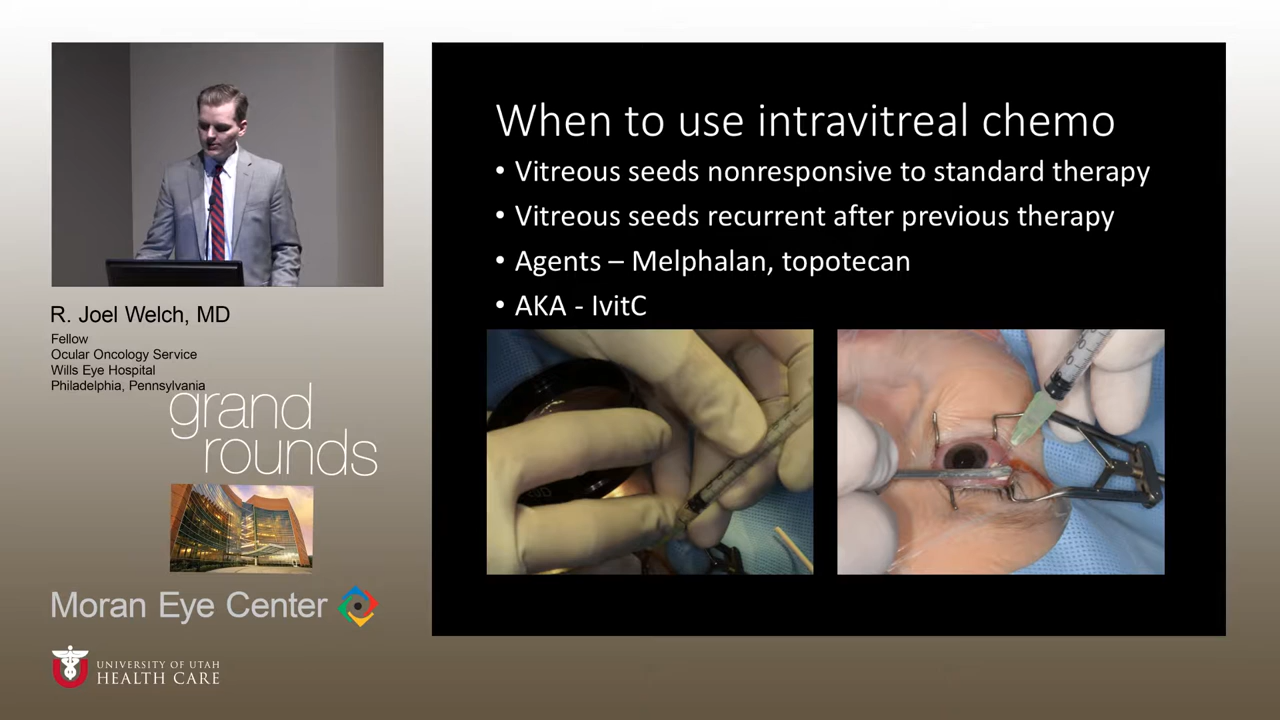 When to use intravitreal chemo
• Vitreous seeds nonresponsive to standard therapy
• Vitreous seeds recurrent after previous therapy
• Agents – Melphalan, topotecan
• AKA - IvitC
R. Joel Welch, MD
Fellow
Ocular Oncology Service
Wills Eye Hospital
Philadelphia, Pennsylvania
grand
rounds
Moran Eye Center
U
UNIVERSITY OF UTAH
HEALTH CARE